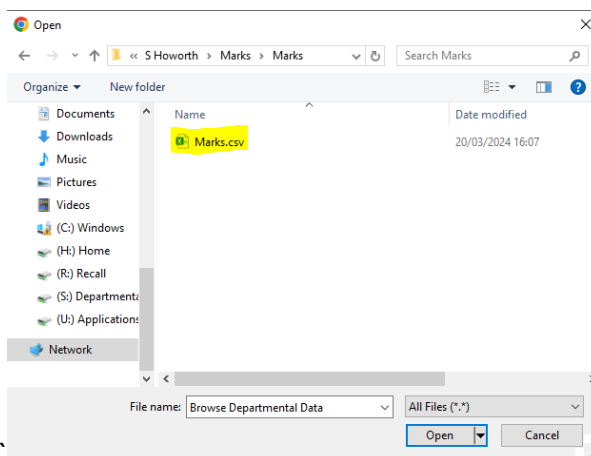 Open
« S Howorth > Marks > Marks
Search Marks
Organize
New folder
Documents
Downloads
Music
Pictures
Videos
(C:) Windows
(H:) Home
(R:) Recall
(S:) Departmenta
(U:) Applications
Network
Name
Date modified
Marks.csv
20/03/2024 16:07
File name:
Browse Departmental Data
All Files (*.*)
Open
Cancel